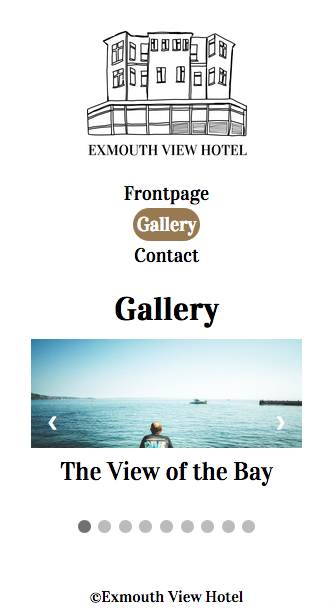 EXMOUTH VIEW HOTEL
Frontpage
Gallery
Contact
Gallery
The View of the Bay
©Exmouth View Hotel